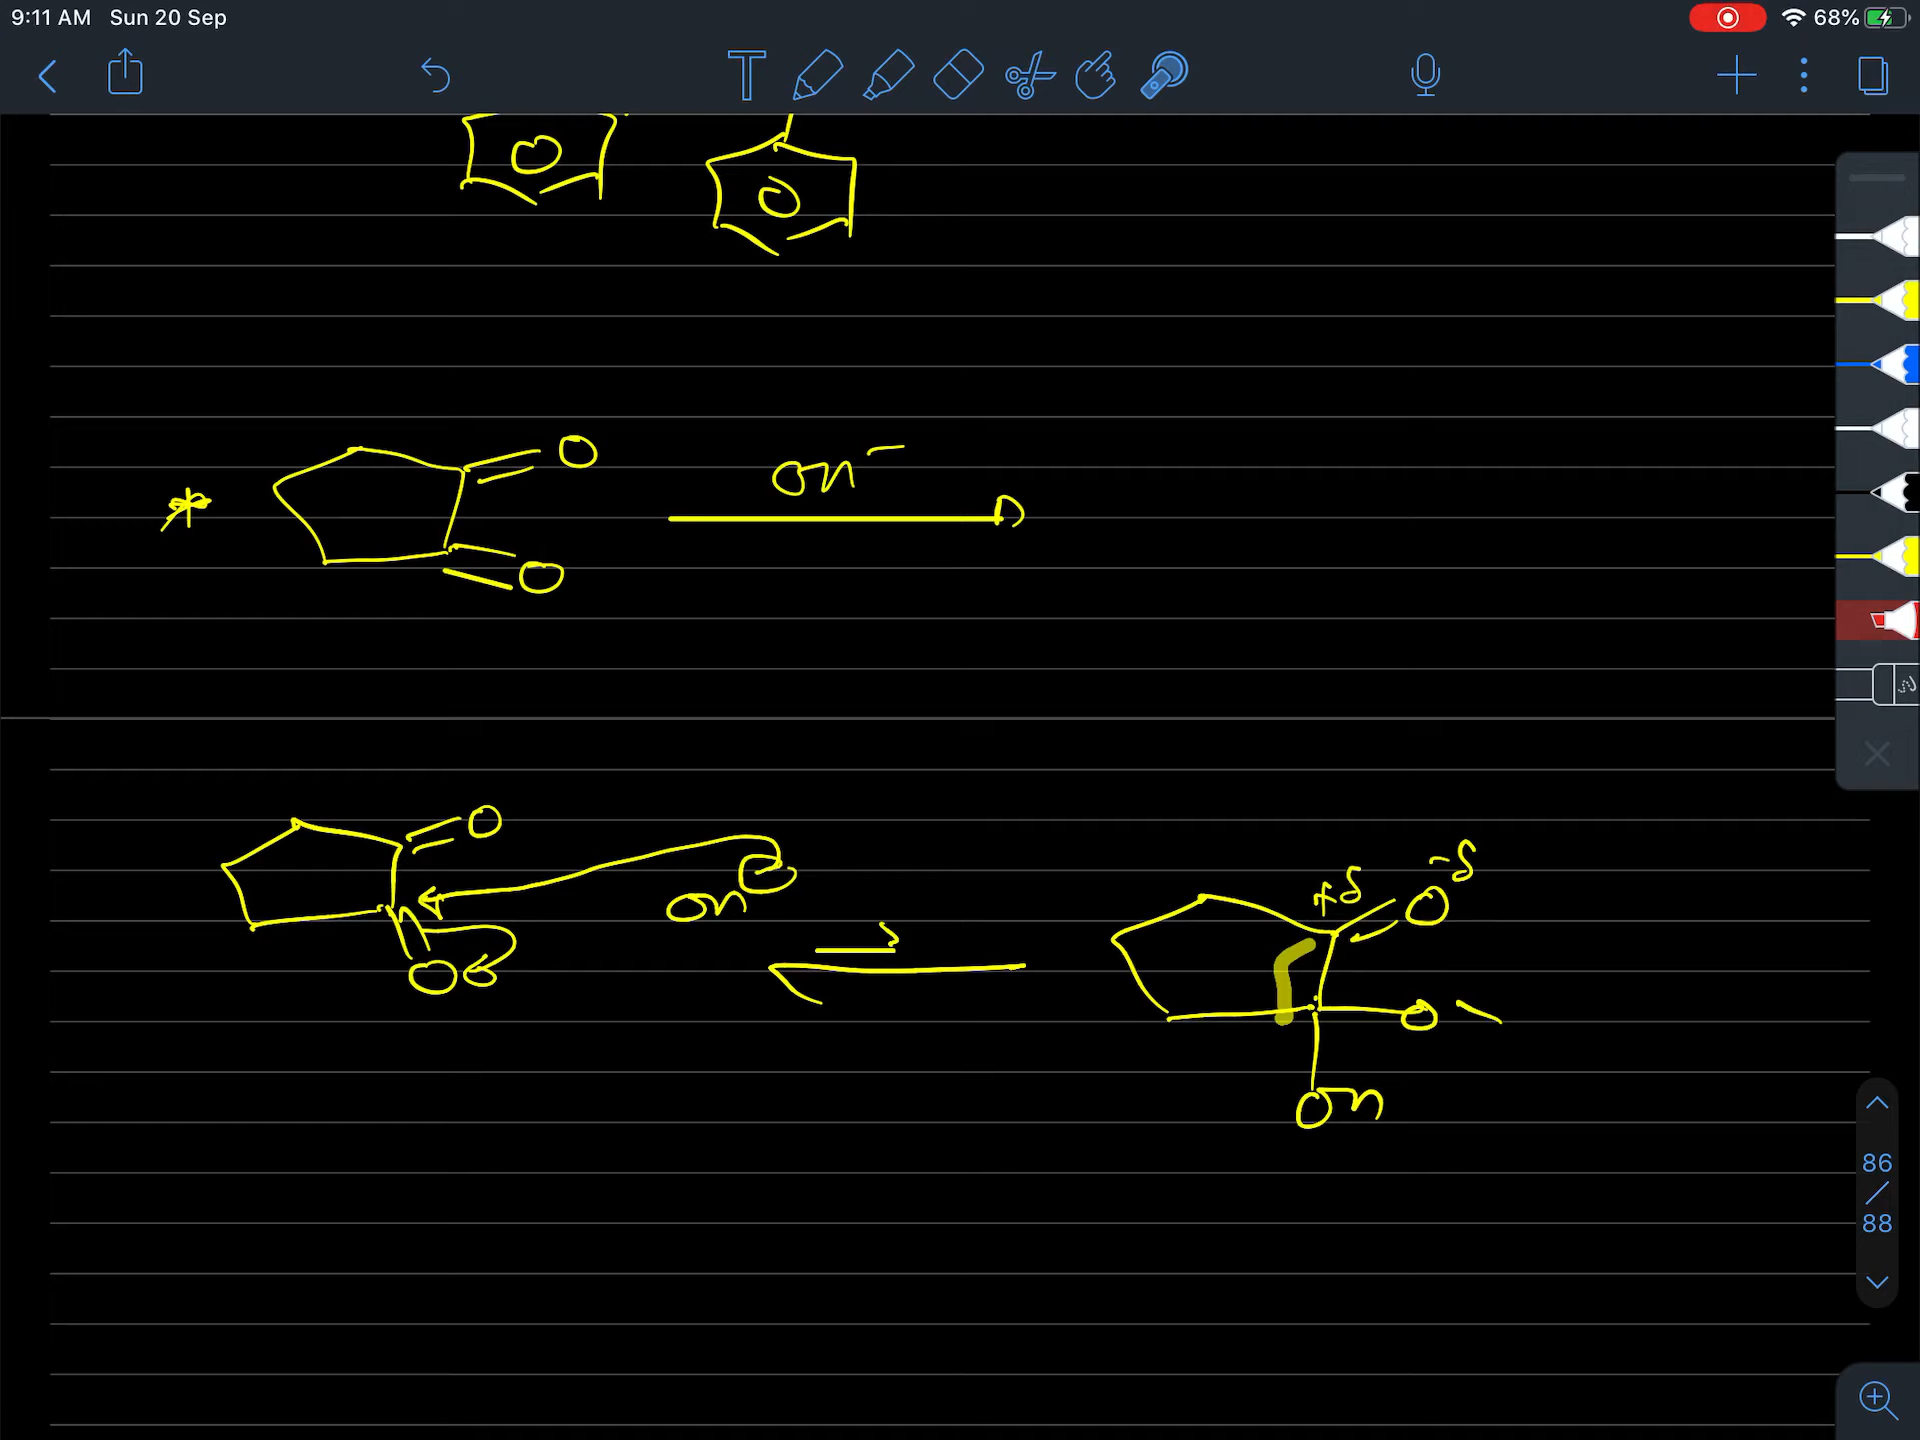 9:11 AM Sun 20 Sep 68%
T
O
O
* O OH⁻
O
O
OH⊖
O
+δ O -δ
O -
OH
86
/
88